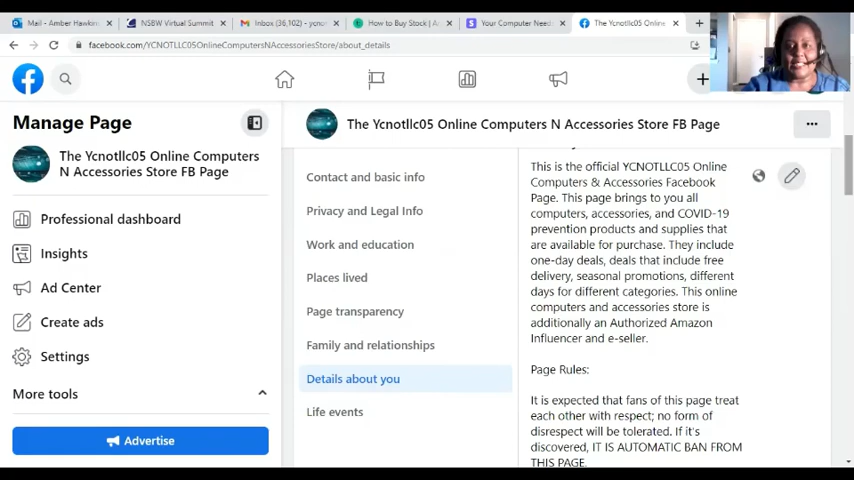 Mail - Amber Hawkin
NSBW Virtual Summit
Inbox (36,102) - ycno
How to Buy Stock | A
Your Computer Need
The Ycnotllc05 Online
facebook.com/YCNOTLLC05OnlineComputersNAccessoriesStore/about_details
Manage Page
The Ycnotllc05 Online Computers N Accessories Store FB Page
The Ycnotllc05 Online Computers
N Accessories Store FB Page
Professional dashboard
Insights
Ad Center
Create ads
Settings
More tools
Advertise
Contact and basic info
Privacy and Legal Info
Work and education
Places lived
Page transparency
Family and relationships
Details about you
Life events
This is the official YCNOTLLC05 Online
Computers & Accessories Facebook
Page. This page brings to you all
computers, accessories, and COVID-19
prevention products and supplies that
are available for purchase. They include
one-day deals, deals that include free
delivery, seasonal promotions, different
days for different categories. This online
computers and accessories store is
additionally an Authorized Amazon
Influencer and e-seller.
Page Rules:
It is expected that fans of this page treat
each other with respect; no form of
disrespect will be tolerated. If it's
discovered, IT IS AUTOMATIC BAN FROM
THIS PAGE.